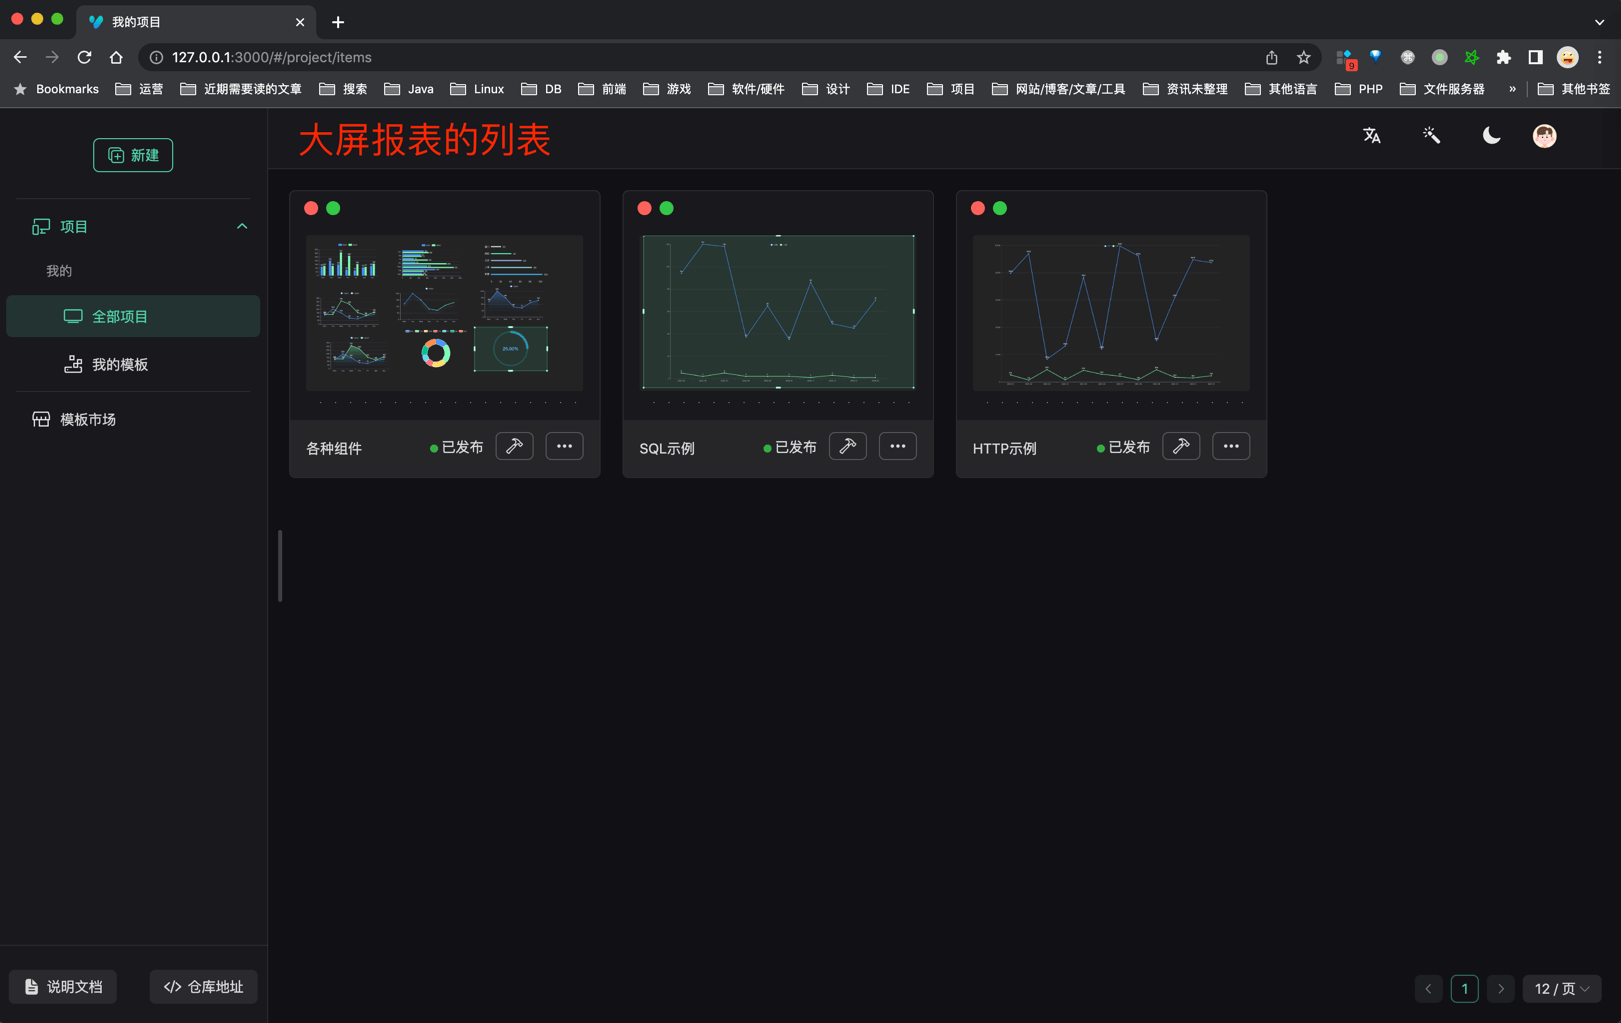 我的项目
127.0.0.1:3000/#/project/items
9
Bookmarks 运营 近期需要读的文章 搜索 Java Linux DB 前端 游戏 软件/硬件 设计 IDE 项目 网站/博客/文章/工具 资讯未整理 其他语言 PHP 文件服务器 » 其他书签
新建
大屏报表的列表
项目
我的
全部项目
我的模板
模板市场
25.00%
各种组件 已发布
SQL示例 已发布
HTTP示例 已发布
说明文档
</> 仓库地址
1
12 / 页